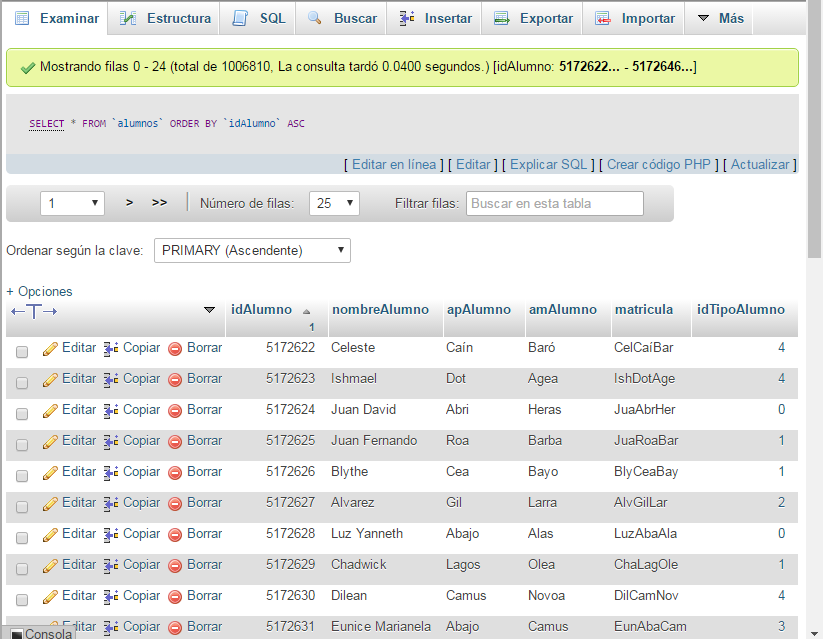 Examinar Estructura SQL Buscar Insertar Exportar Importar Más
Mostrando filas 0 - 24 (total de 1006810, La consulta tardó 0.0400 segundos.) [idAlumno: 5172622... - 5172646...]
SELECT * FROM `alumnos` ORDER BY `idAlumno` ASC
[ Editar en línea ] [ Editar ] [ Explicar SQL ] [ Crear código PHP ] [ Actualizar ]
1 > >> Número de filas: 25 Filtrar filas: Buscar en esta tabla
Ordenar según la clave: PRIMARY (Ascendente)
+ Opciones
←T→ idAlumno 1 nombreAlumno apAlumno amAlumno matricula idTipoAlumno
Editar Copiar Borrar 5172622 Celeste Caín Baró CelCaíBar 4
Editar Copiar Borrar 5172623 Ishmael Dot Agea IshDotAge 4
Editar Copiar Borrar 5172624 Juan David Abri Heras JuaAbrHer 0
Editar Copiar Borrar 5172625 Juan Fernando Roa Barba JuaRoaBar 1
Editar Copiar Borrar 5172626 Blythe Cea Bayo BlyCeaBay 1
Editar Copiar Borrar 5172627 Alvarez Gil Larra AlvGilLar 2
Editar Copiar Borrar 5172628 Luz Yanneth Abajo Alas LuzAbaAla 0
Editar Copiar Borrar 5172629 Chadwick Lagos Olea ChaLagOle 1
Editar Copiar Borrar 5172630 Dilean Camus Novoa DilCamNov 4
Editar Copiar Borrar 5172631 Eunice Marianela Abajo Camus EunAbaCam 3
Consola